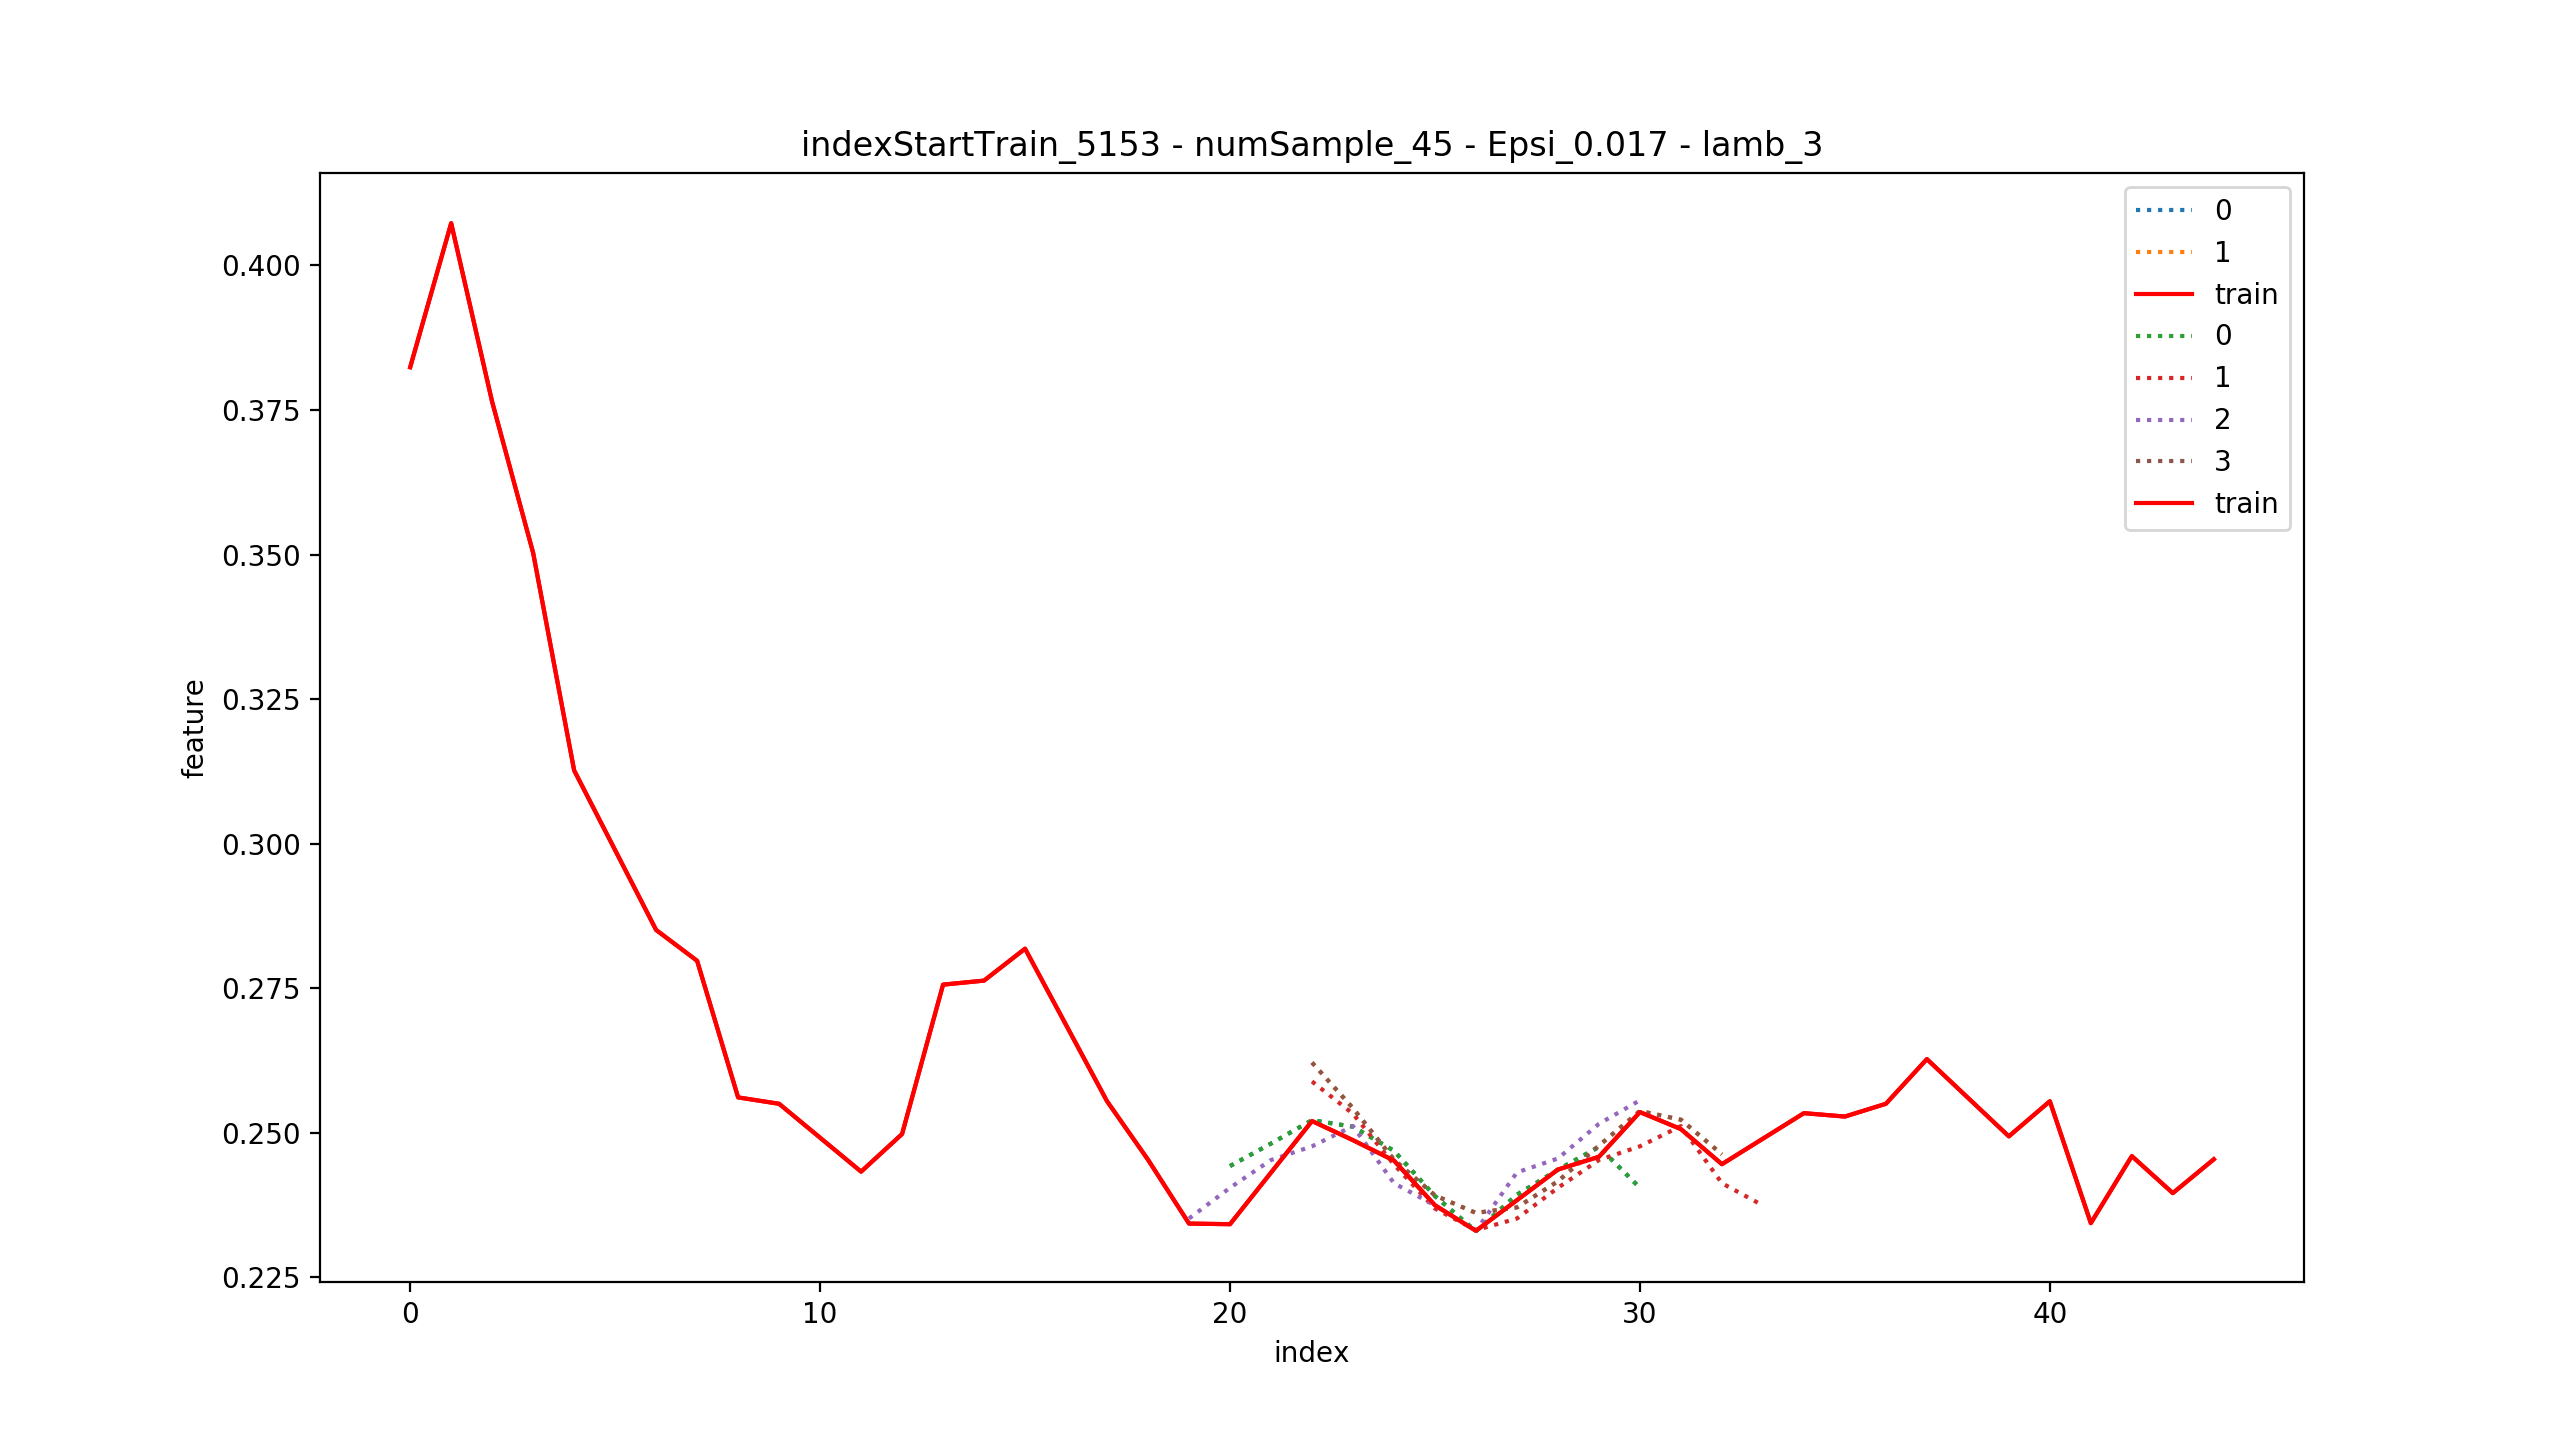 indexStartTrain_5153 - numSample_45 - Epsi_0.017 - lamb_3
0
1
train
0
1
2
3
train
0.400
0.375
0.350
0.325
0.300
0.275
0.250
0.225
feature
0 10 20 30 40
index